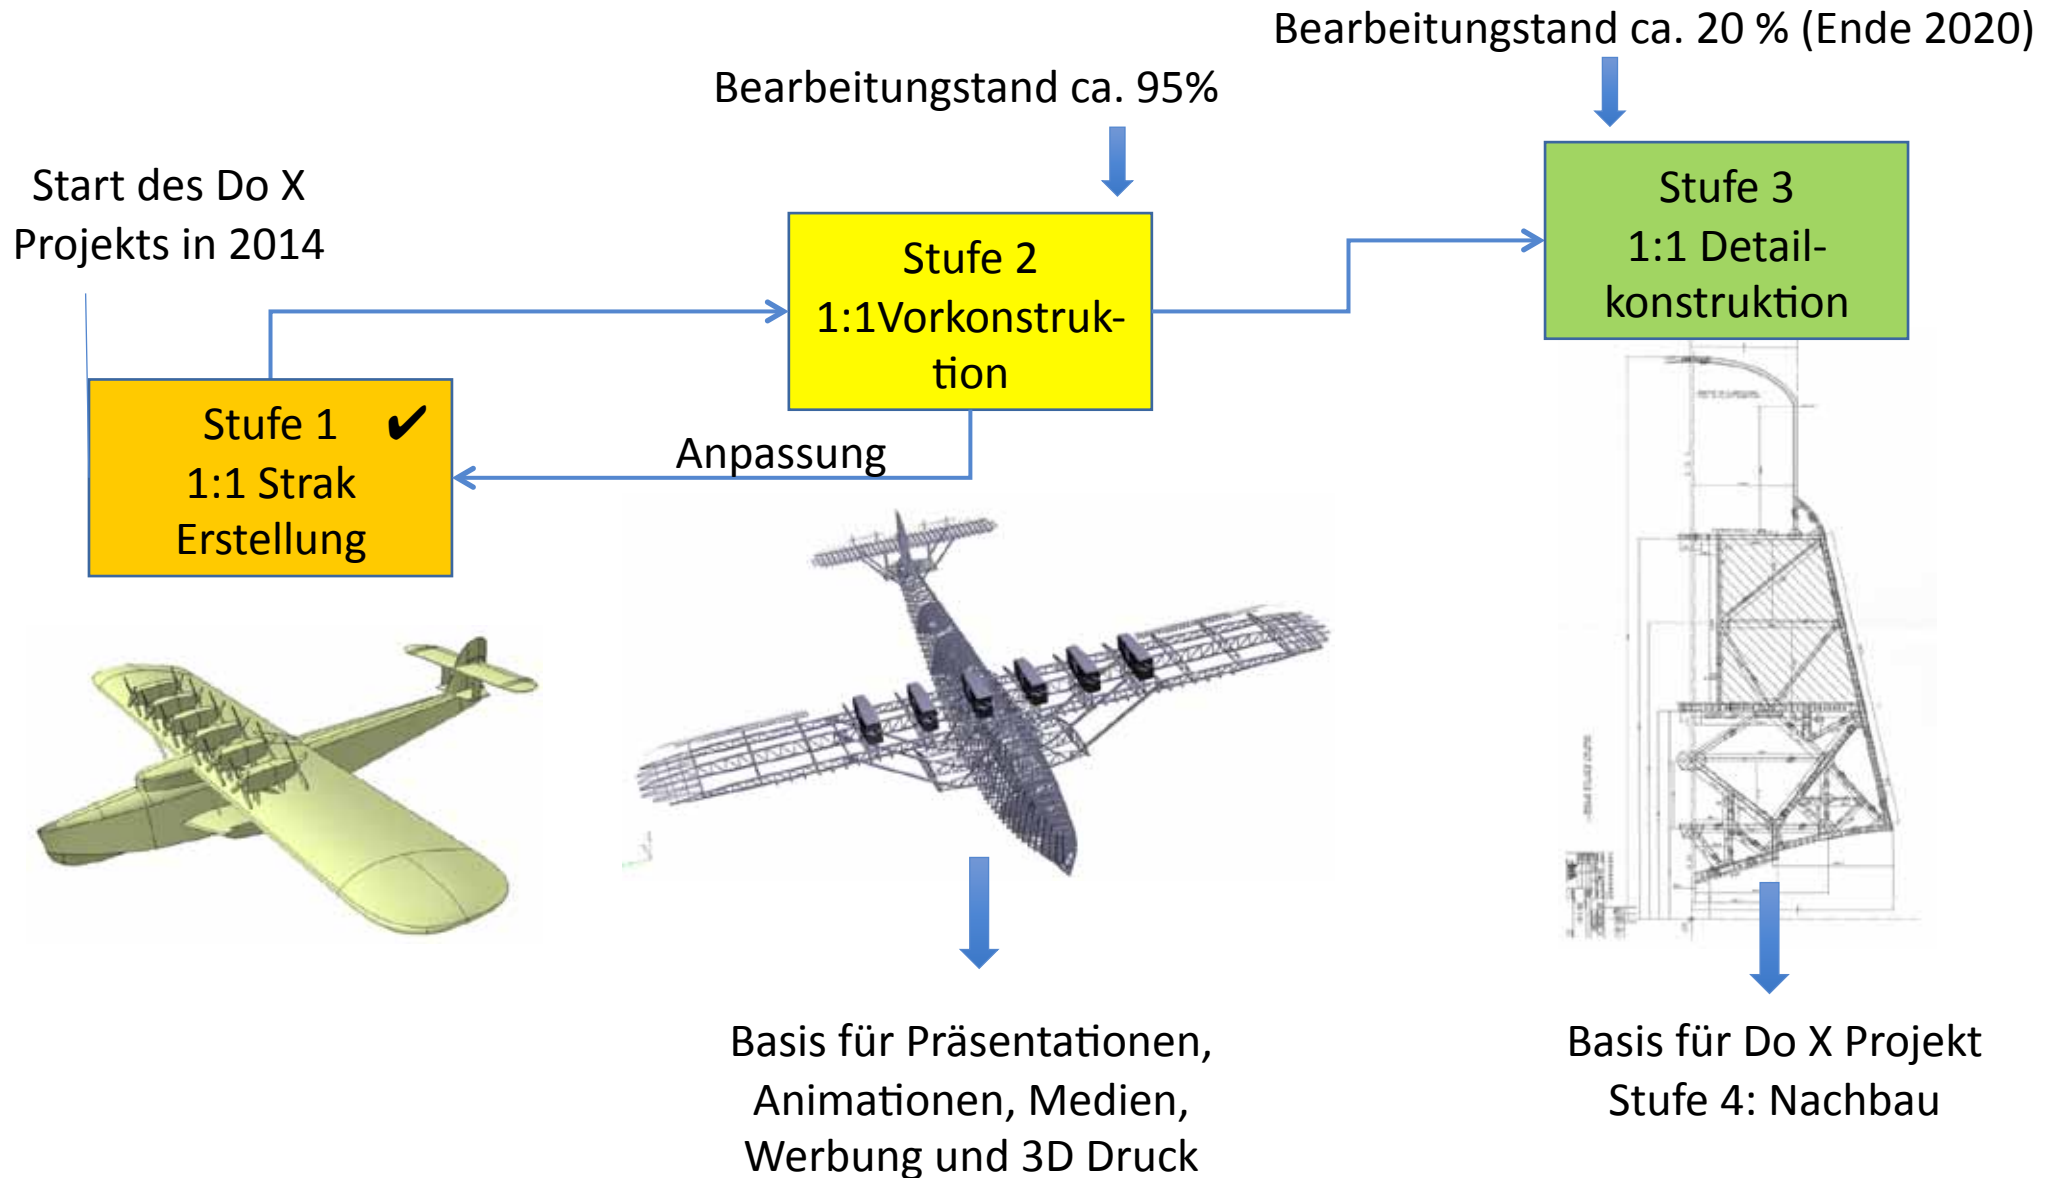 Bearbeitungstand ca. 20 % (Ende 2020)
Bearbeitungstand ca. 95%
Start des Do X
Projekts in 2014
Stufe 3
1:1 Detail-
konstruktion
Stufe 2
1:1Vorkonstruk-
tion
Stufe 1 ✔
1:1 Strak
Erstellung
Anpassung
Basis für Präsentationen,
Animationen, Medien,
Werbung und 3D Druck
Basis für Do X Projekt
Stufe 4: Nachbau